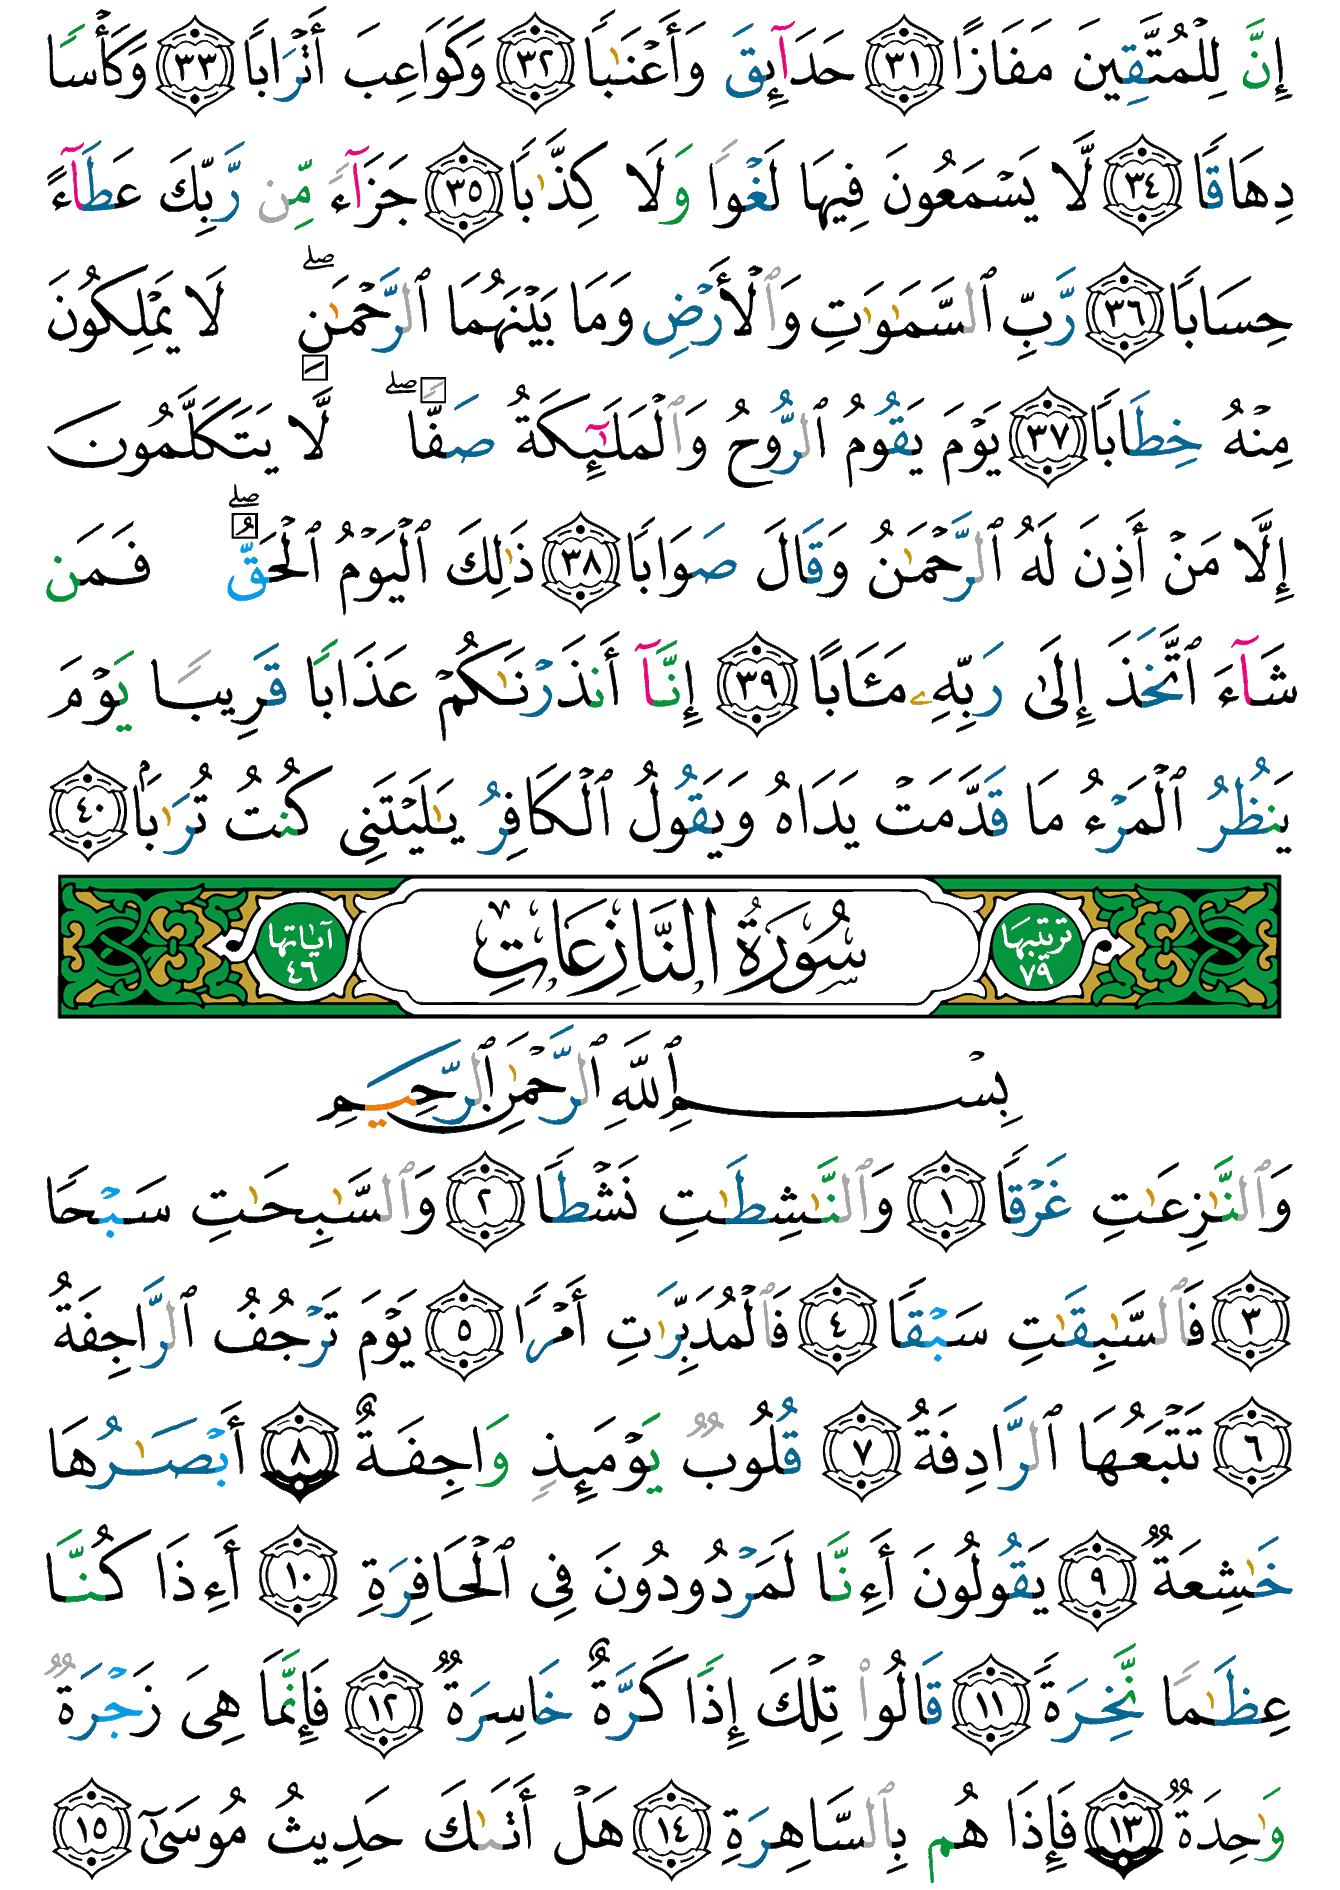 إِنَّ لِلۡمُتَّقِينَ مَفَازًا ٣١ حَدَآئِقَ وَأَعۡنَٰبٗا ٣٢ وَكَوَاعِبَ أَتۡرَابٗا ٣٣ وَكَأۡسٗا
دِهَاقٗا ٣٤ لَّا يَسۡمَعُونَ فِيهَا لَغۡوٗا وَلَا كِذَّٰبٗا ٣٥ جَزَآءٗ مِّن رَّبِّكَ عَطَآءً
حِسَابٗا ٣٦ رَّبِّ ٱلسَّمَٰوَٰتِ وَٱلۡأَرۡضِ وَمَا بَيۡنَهُمَا ٱلرَّحۡمَٰنِۖ لَا يَمۡلِكُونَ
مِنۡهُ خِطَابٗا ٣٧ يَوۡمَ يَقُومُ ٱلرُّوحُ وَٱلۡمَلَٰٓئِكَةُ صَفّٗاۖ لَّا يَتَكَلَّمُونَ
إِلَّا مَنۡ أَذِنَ لَهُ ٱلرَّحۡمَٰنُ وَقَالَ صَوَابٗا ٣٨ ذَٰلِكَ ٱلۡيَوۡمُ ٱلۡحَقُّۖ فَمَن
شَآءَ ٱتَّخَذَ إِلَىٰ رَبِّهِۦ مَـَٔابًا ٣٩ إِنَّآ أَنذَرۡنَٰكُمۡ عَذَابٗا قَرِيبٗا يَوۡمَ
يَنظُرُ ٱلۡمَرۡءُ مَا قَدَّمَتۡ يَدَاهُ وَيَقُولُ ٱلۡكَافِرُ يَٰلَيۡتَنِي كُنتُ تُرَٰبَۢا ٤٠
ترتيبها ٧٩ سُورَةُ النَّازِعَاتِ آياتها ٤٦
بِسۡمِ ٱللَّهِ ٱلرَّحۡمَٰنِ ٱلرَّحِيمِ
وَٱلنَّٰزِعَٰتِ غَرۡقٗا ١ وَٱلنَّٰشِطَٰتِ نَشۡطٗا ٢ وَٱلسَّٰبِحَٰتِ سَبۡحٗا
٣ فَٱلسَّٰبِقَٰتِ سَبۡقٗا ٤ فَٱلۡمُدَبِّرَٰتِ أَمۡرٗا ٥ يَوۡمَ تَرۡجُفُ ٱلرَّاجِفَةُ
٦ تَتۡبَعُهَا ٱلرَّادِفَةُ ٧ قُلُوبٞ يَوۡمَئِذٖ وَاجِفَةٌ ٨ أَبۡصَٰرُهَا
خَٰشِعَةٞ ٩ يَقُولُونَ أَءِنَّا لَمَرۡدُودُونَ فِي ٱلۡحَافِرَةِ ١٠ أَءِذَا كُنَّا
عِظَٰمٗا نَّخِرَةٗ ١١ قَالُواْ تِلۡكَ إِذٗا كَرَّةٌ خَاسِرَةٞ ١٢ فَإِنَّمَا هِيَ زَجۡرَةٞ
وَٰحِدَةٞ ١٣ فَإِذَا هُم بِٱلسَّاهِرَةِ ١٤ هَلۡ أَتَىٰكَ حَدِيثُ مُوسَىٰٓ ١٥